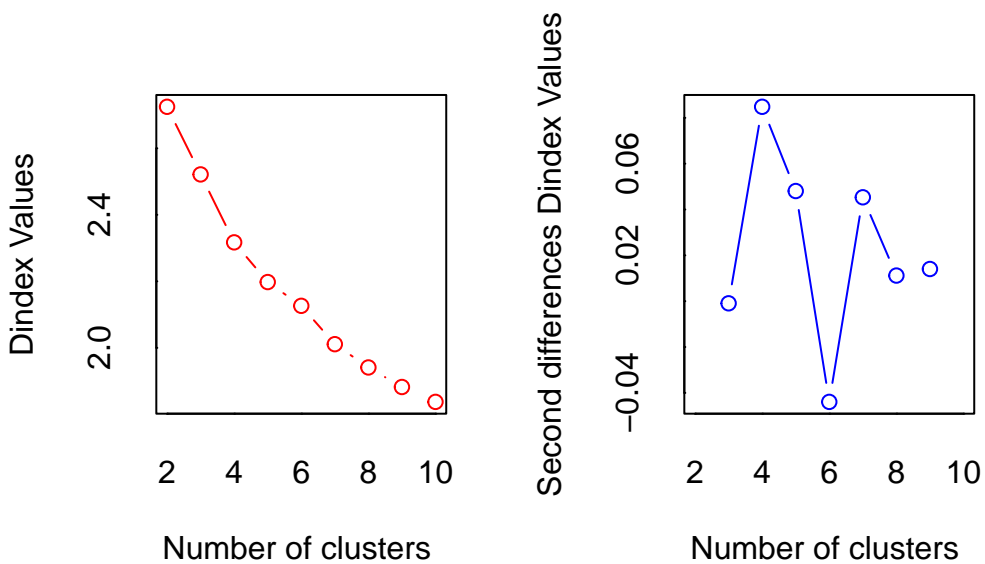 Dindex Values
2.4
2.0
2 4 6 8 10
Number of clusters
Second differences Dindex Values
0.06
0.02
−0.04
2 4 6 8 10
Number of clusters